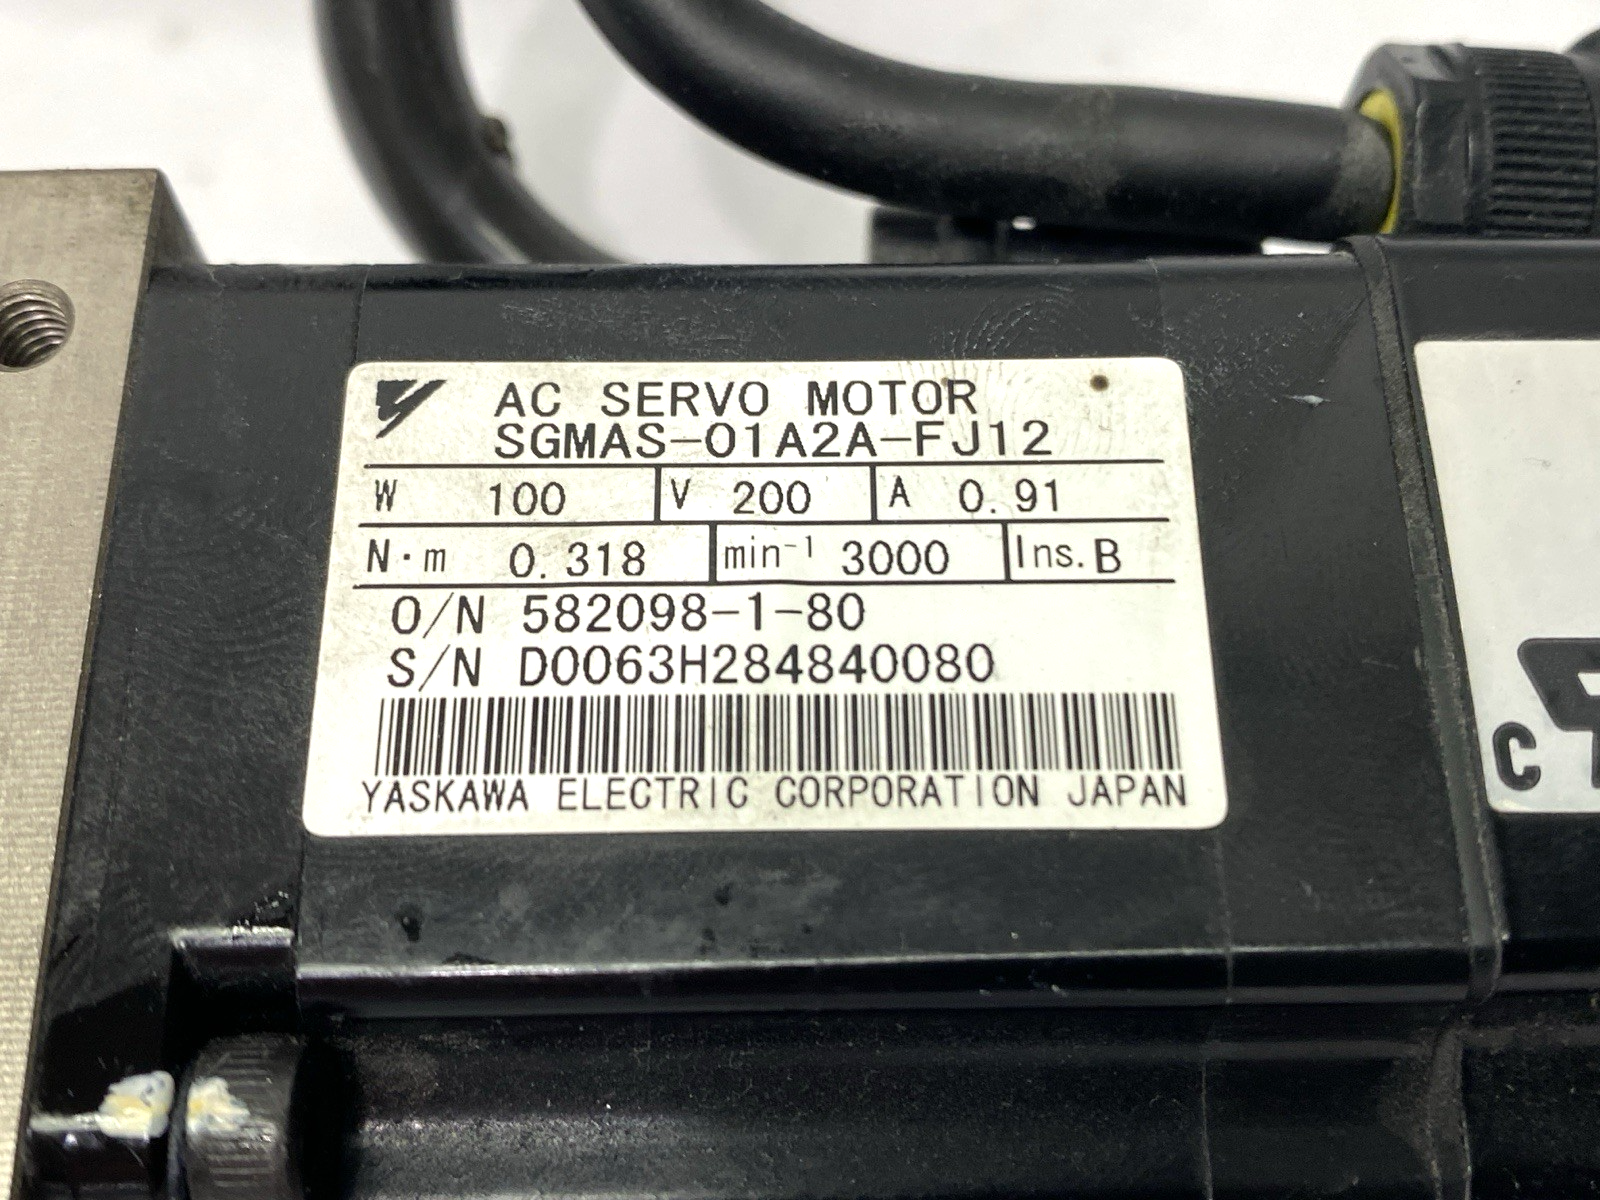 AC SERVO MOTOR
SGMAS-01A2A-FJ12
W 100 V 200 A 0.91
N·m 0.318 min⁻¹ 3000 Ins. B
O/N 582098-1-80
S/N D0063H284840080
YASKAWA ELECTRIC CORPORATION JAPAN
C